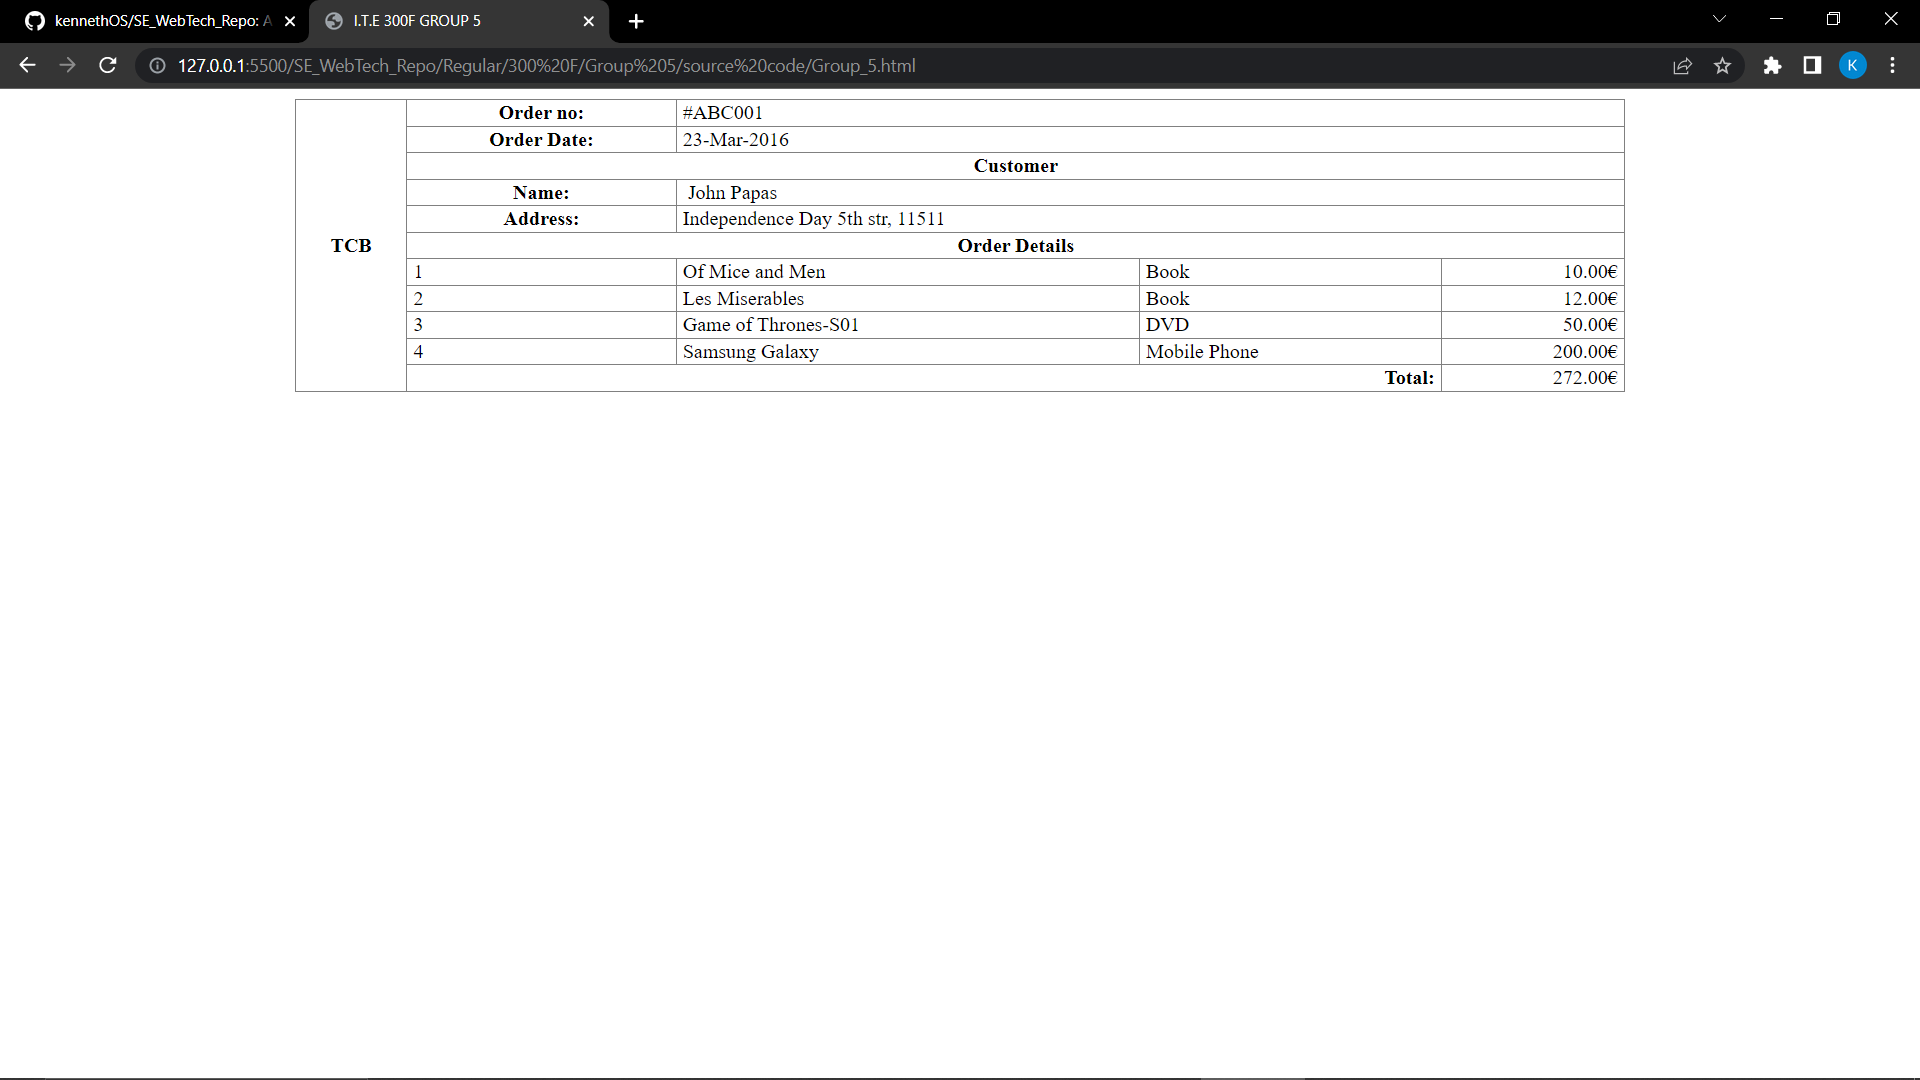 kennethOS/SE_WebTech_Repo: A
I.T.E 300F GROUP 5
127.0.0.1:5500/SE_WebTech_Repo/Regular/300%20F/Group%205/source%20code/Group_5.html
K
TCB
Order no: #ABC001
Order Date: 23-Mar-2016
Customer
Name: John Papas
Address: Independence Day 5th str, 11511
Order Details
1 Of Mice and Men Book 10.00€
2 Les Miserables Book 12.00€
3 Game of Thrones-S01 DVD 50.00€
4 Samsung Galaxy Mobile Phone 200.00€
Total: 272.00€